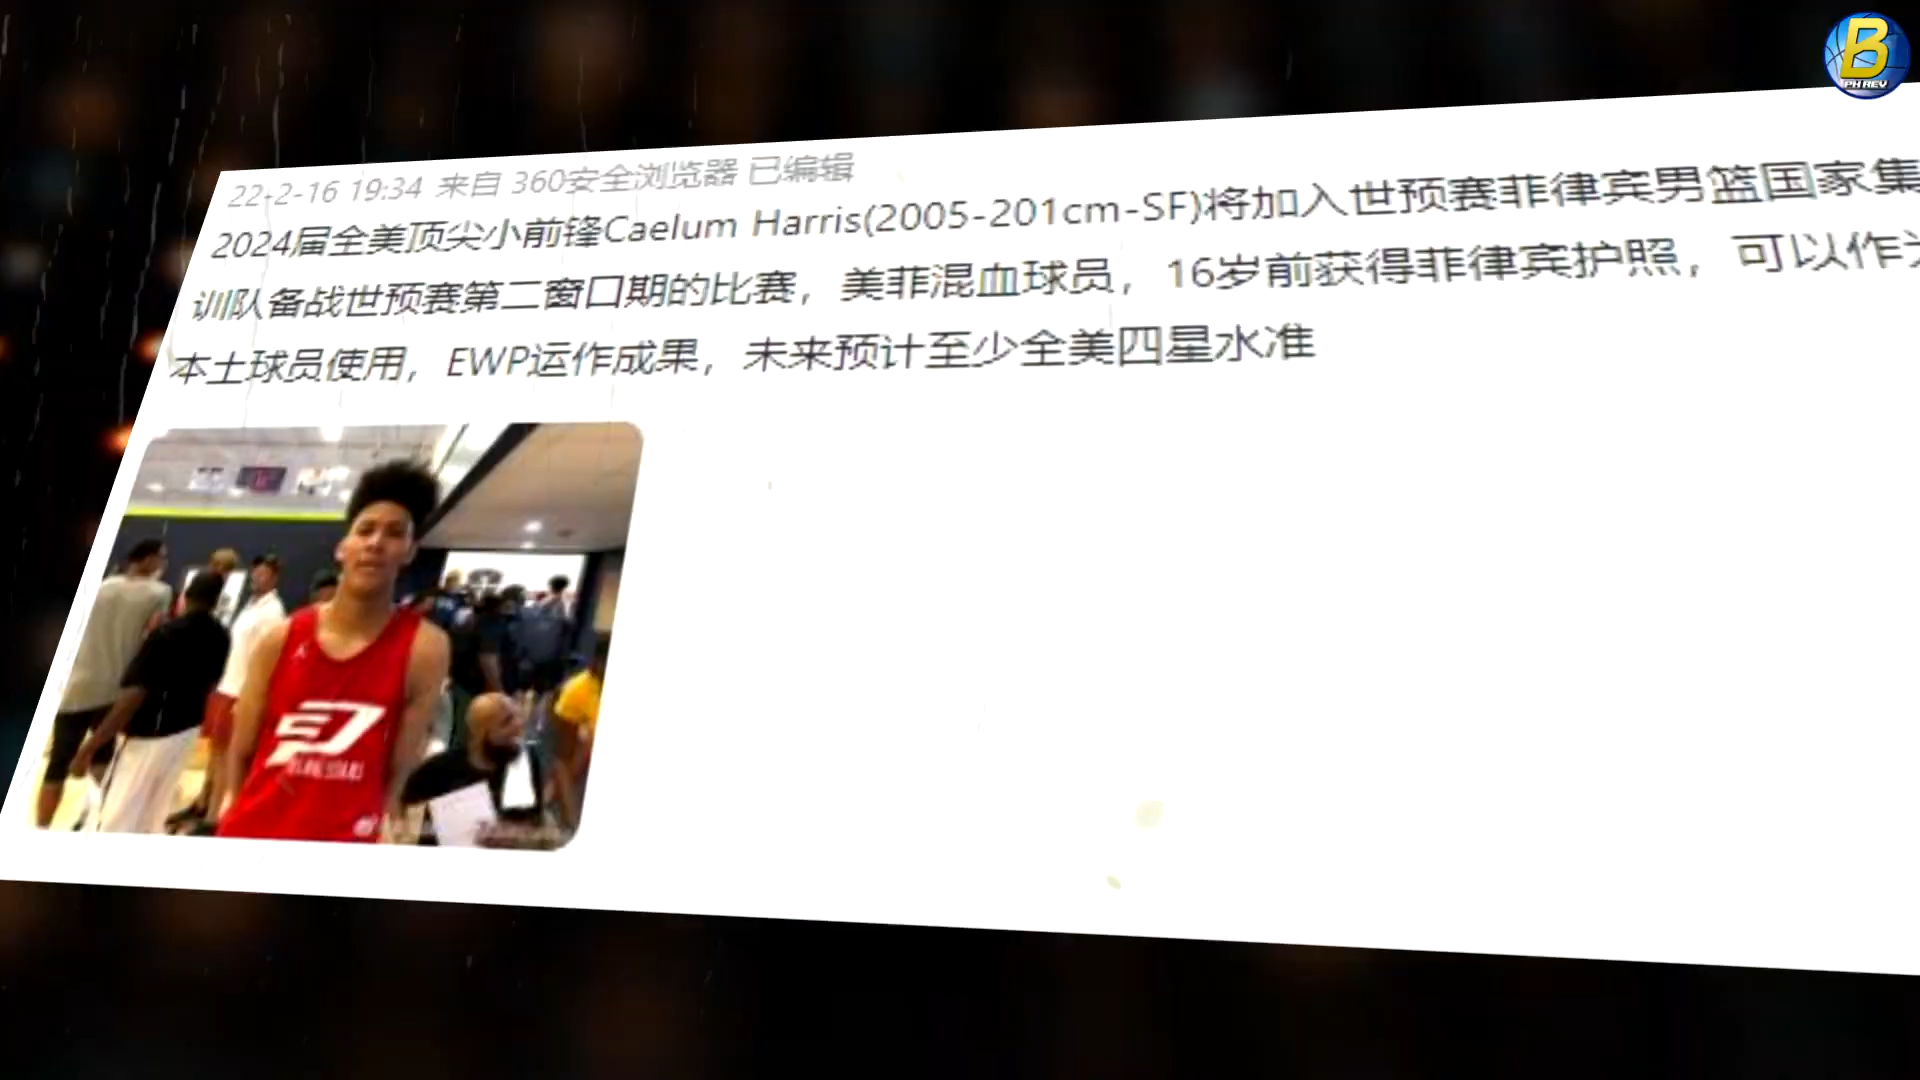 B
PH REV
22-2-16 19:34 来自 360安全浏览器 已编辑
2024届全美顶尖小前锋Caelum Harris(2005-201cm-SF)将加入世预赛菲律宾男篮国家集
训队备战世预赛第二窗口期的比赛，美菲混血球员，16岁前获得菲律宾护照，可以作为
本土球员使用，EWP运作成果，未来预计至少全美四星水准